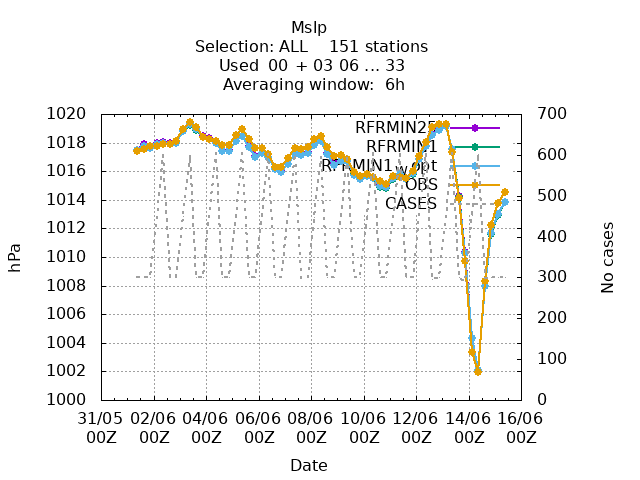 Mslp
Selection: ALL 151 stations
Used 00 + 03 06 ... 33
Averaging window: 6h
1020
1018
1016
1014
1012
1010
1008
1006
1004
1002
1000
hPa
700
600
500
400
300
200
100
0
No cases
RFRMIN25
RFRMIN1
RFRMIN1_w_opt
OBS
CASES
31/05 02/06 04/06 06/06 08/06 10/06 12/06 14/06 16/06
00Z 00Z 00Z 00Z 00Z 00Z 00Z 00Z 00Z
Date